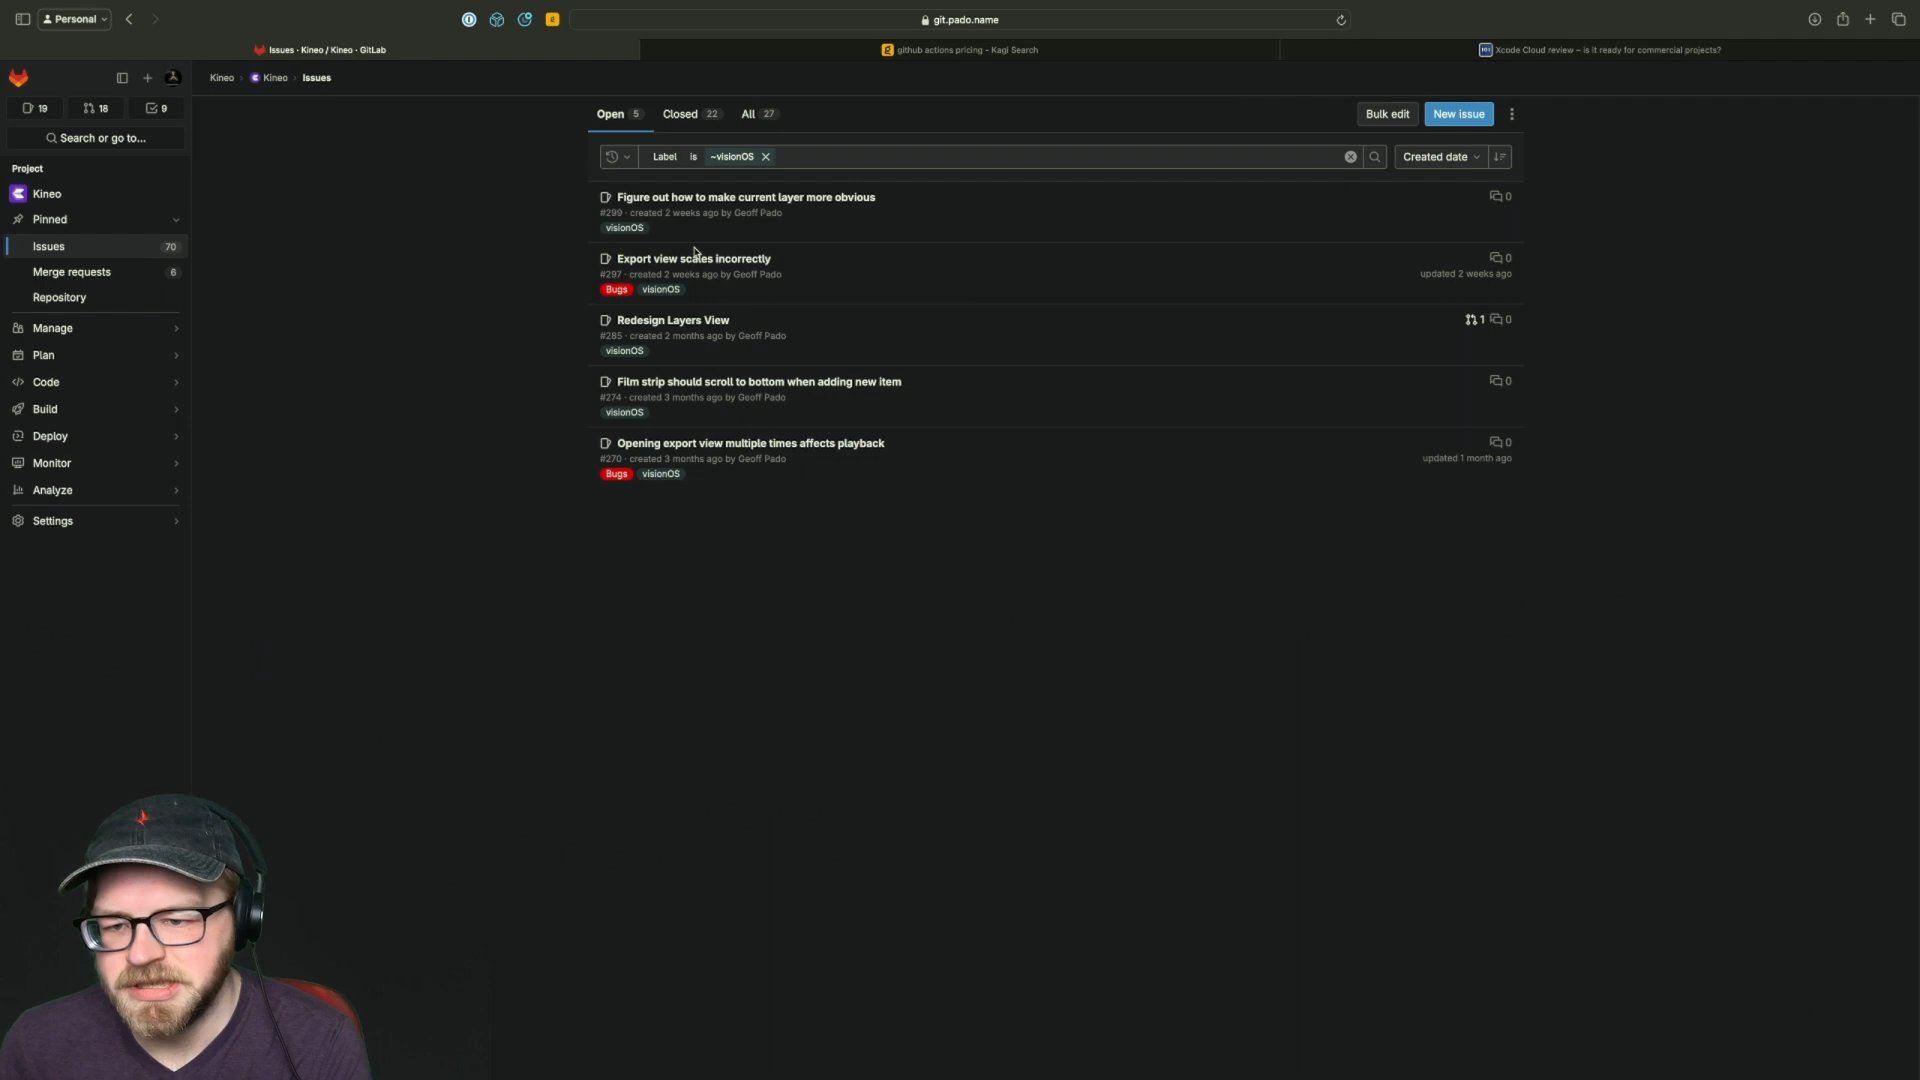 Personal
git.pado.name
Issues · Kineo / Kineo · GitLab
github actions pricing - Kagi Search
Xcode Cloud review – is it ready for commercial projects?
Kineo
Kineo
Issues
19
18
9
Search or go to...
Project
Kineo
Pinned
Issues 70
Merge requests 6
Repository
Manage
Plan
Code
Build
Deploy
Monitor
Analyze
Settings
Open 5
Closed 22
All 27
Bulk edit
New issue
Label is ~visionOS
Created date
Figure out how to make current layer more obvious
0
#299 · created 2 weeks ago by Geoff Pado
visionOS
Export view scales incorrectly
0
#297 · created 2 weeks ago by Geoff Pado
updated 2 weeks ago
Bugs visionOS
Redesign Layers View
1 0
#285 · created 2 months ago by Geoff Pado
visionOS
Film strip should scroll to bottom when adding new item
0
#274 · created 3 months ago by Geoff Pado
visionOS
Opening export view multiple times affects playback
0
#270 · created 3 months ago by Geoff Pado
updated 1 month ago
Bugs visionOS